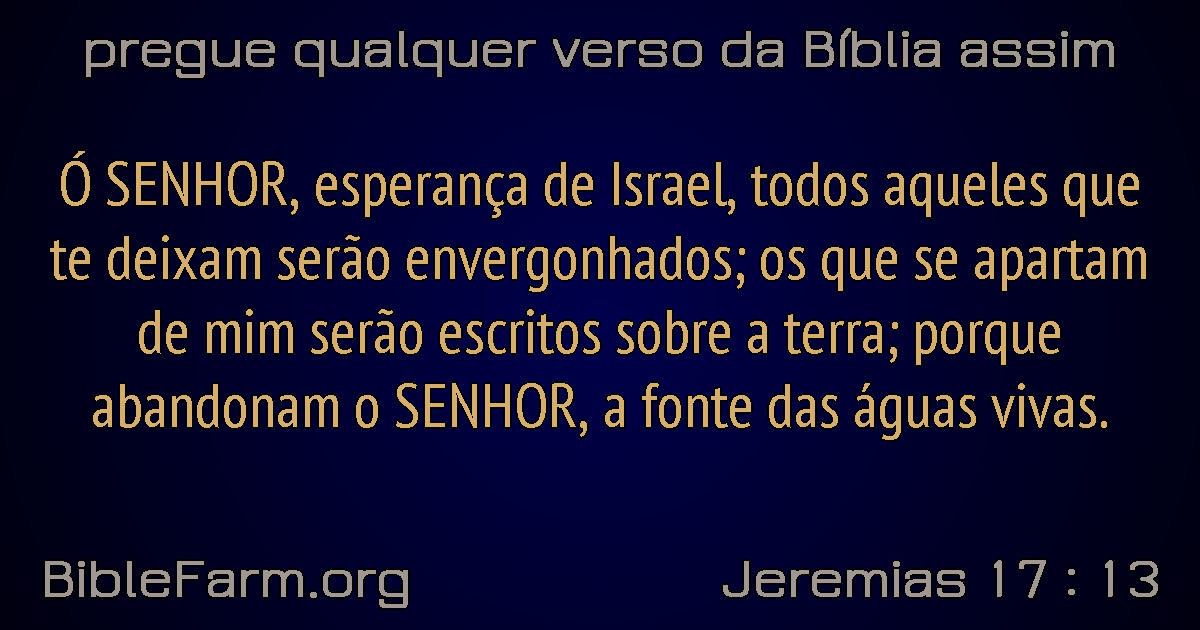 pregue qualquer verso da Bíblia assim
Ó SENHOR, esperança de Israel, todos aqueles que
te deixam serão envergonhados; os que se apartam
de mim serão escritos sobre a terra; porque
abandonam o SENHOR, a fonte das águas vivas.
BibleFarm.org
Jeremias 17 : 13